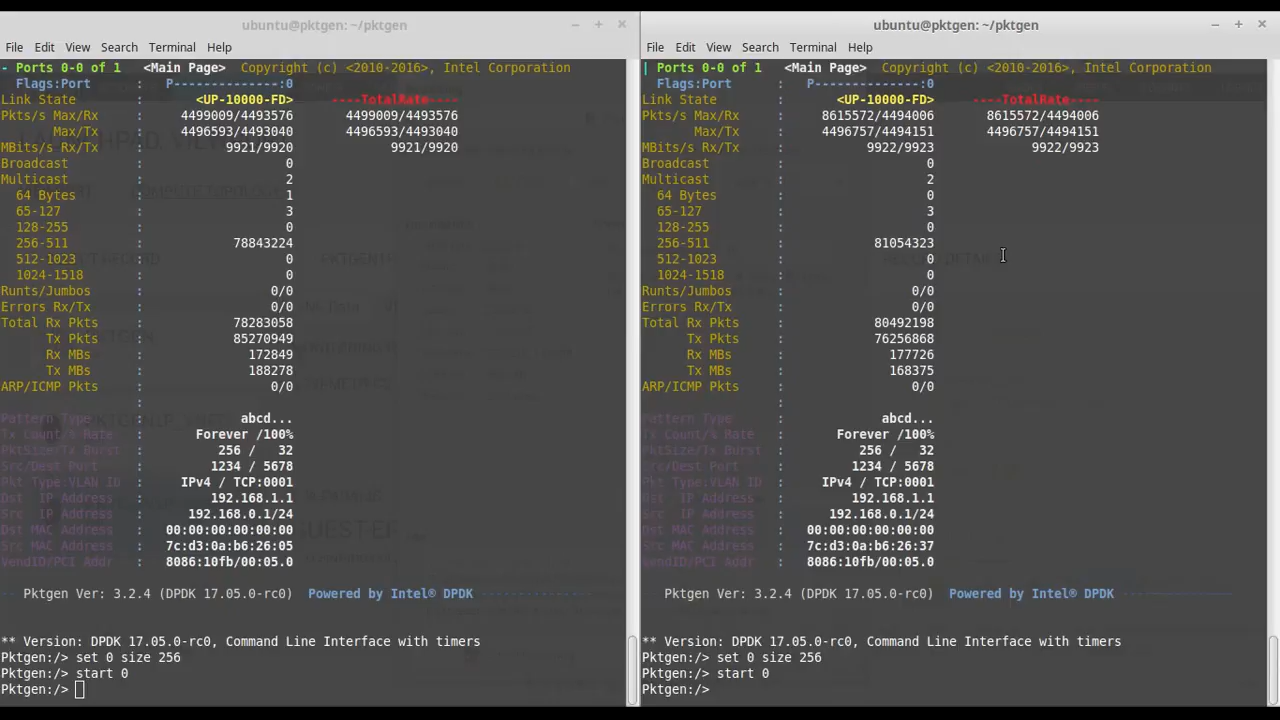 ubuntu@pktgen: ~/pktgen
File Edit View Search Terminal Help
- Ports 0-0 of 1 <Main Page> Copyright (c) <2010-2016>, Intel Corporation
Flags:Port : P-------------:0
Link State : <UP-10000-FD> ----TotalRate----
Pkts/s Max/Rx : 4499009/4493576 4499009/4493576
Max/Tx : 4496593/4493040 4496593/4493040
MBits/s Rx/Tx : 9921/9920 9921/9920
Broadcast : 0
Multicast : 2
64 Bytes : 1
65-127 : 3
128-255 : 0
256-511 : 78843224
512-1023 : 0
1024-1518 : 0
Runts/Jumbos : 0/0
Errors Rx/Tx : 0/0
Total Rx Pkts : 78283058
Tx Pkts : 85270949
Rx MBs : 172849
Tx MBs : 188278
ARP/ICMP Pkts : 0/0
:
Pattern Type : abcd...
Tx Count/% Rate : Forever /100%
PktSize/Tx Burst : 256 / 32
Src/Dest Port : 1234 / 5678
Pkt Type:VLAN ID : IPv4 / TCP:0001
Dst IP Address : 192.168.1.1
Src IP Address : 192.168.0.1/24
Dst MAC Address : 00:00:00:00:00:00
Src MAC Address : 7c:d3:0a:b6:26:05
VendID/PCI Addr : 8086:10fb/00:05.0
-- Pktgen Ver: 3.2.4 (DPDK 17.05.0-rc0) Powered by Intel® DPDK ---------------
** Version: DPDK 17.05.0-rc0, Command Line Interface with timers
Pktgen:/> set 0 size 256
Pktgen:/> start 0
Pktgen:/>
ubuntu@pktgen: ~/pktgen
File Edit View Search Terminal Help
| Ports 0-0 of 1 <Main Page> Copyright (c) <2010-2016>, Intel Corporation
Flags:Port : P-------------:0
Link State : <UP-10000-FD> ----TotalRate----
Pkts/s Max/Rx : 8615572/4494006 8615572/4494006
Max/Tx : 4496757/4494151 4496757/4494151
MBits/s Rx/Tx : 9922/9923 9922/9923
Broadcast : 0
Multicast : 2
64 Bytes : 0
65-127 : 3
128-255 : 0
256-511 : 81054323
512-1023 : 0
1024-1518 : 0
Runts/Jumbos : 0/0
Errors Rx/Tx : 0/0
Total Rx Pkts : 80492198
Tx Pkts : 76256868
Rx MBs : 177726
Tx MBs : 168375
ARP/ICMP Pkts : 0/0
:
Pattern Type : abcd...
Tx Count/% Rate : Forever /100%
PktSize/Tx Burst : 256 / 32
Src/Dest Port : 1234 / 5678
Pkt Type:VLAN ID : IPv4 / TCP:0001
Dst IP Address : 192.168.1.1
Src IP Address : 192.168.0.1/24
Dst MAC Address : 00:00:00:00:00:00
Src MAC Address : 7c:d3:0a:b6:26:37
VendID/PCI Addr : 8086:10fb/00:05.0
Pktgen Ver: 3.2.4 (DPDK 17.05.0-rc0) Powered by Intel® DPDK ---------------
** Version: DPDK 17.05.0-rc0, Command Line Interface with timers
Pktgen:/> set 0 size 256
Pktgen:/> start 0
Pktgen:/>